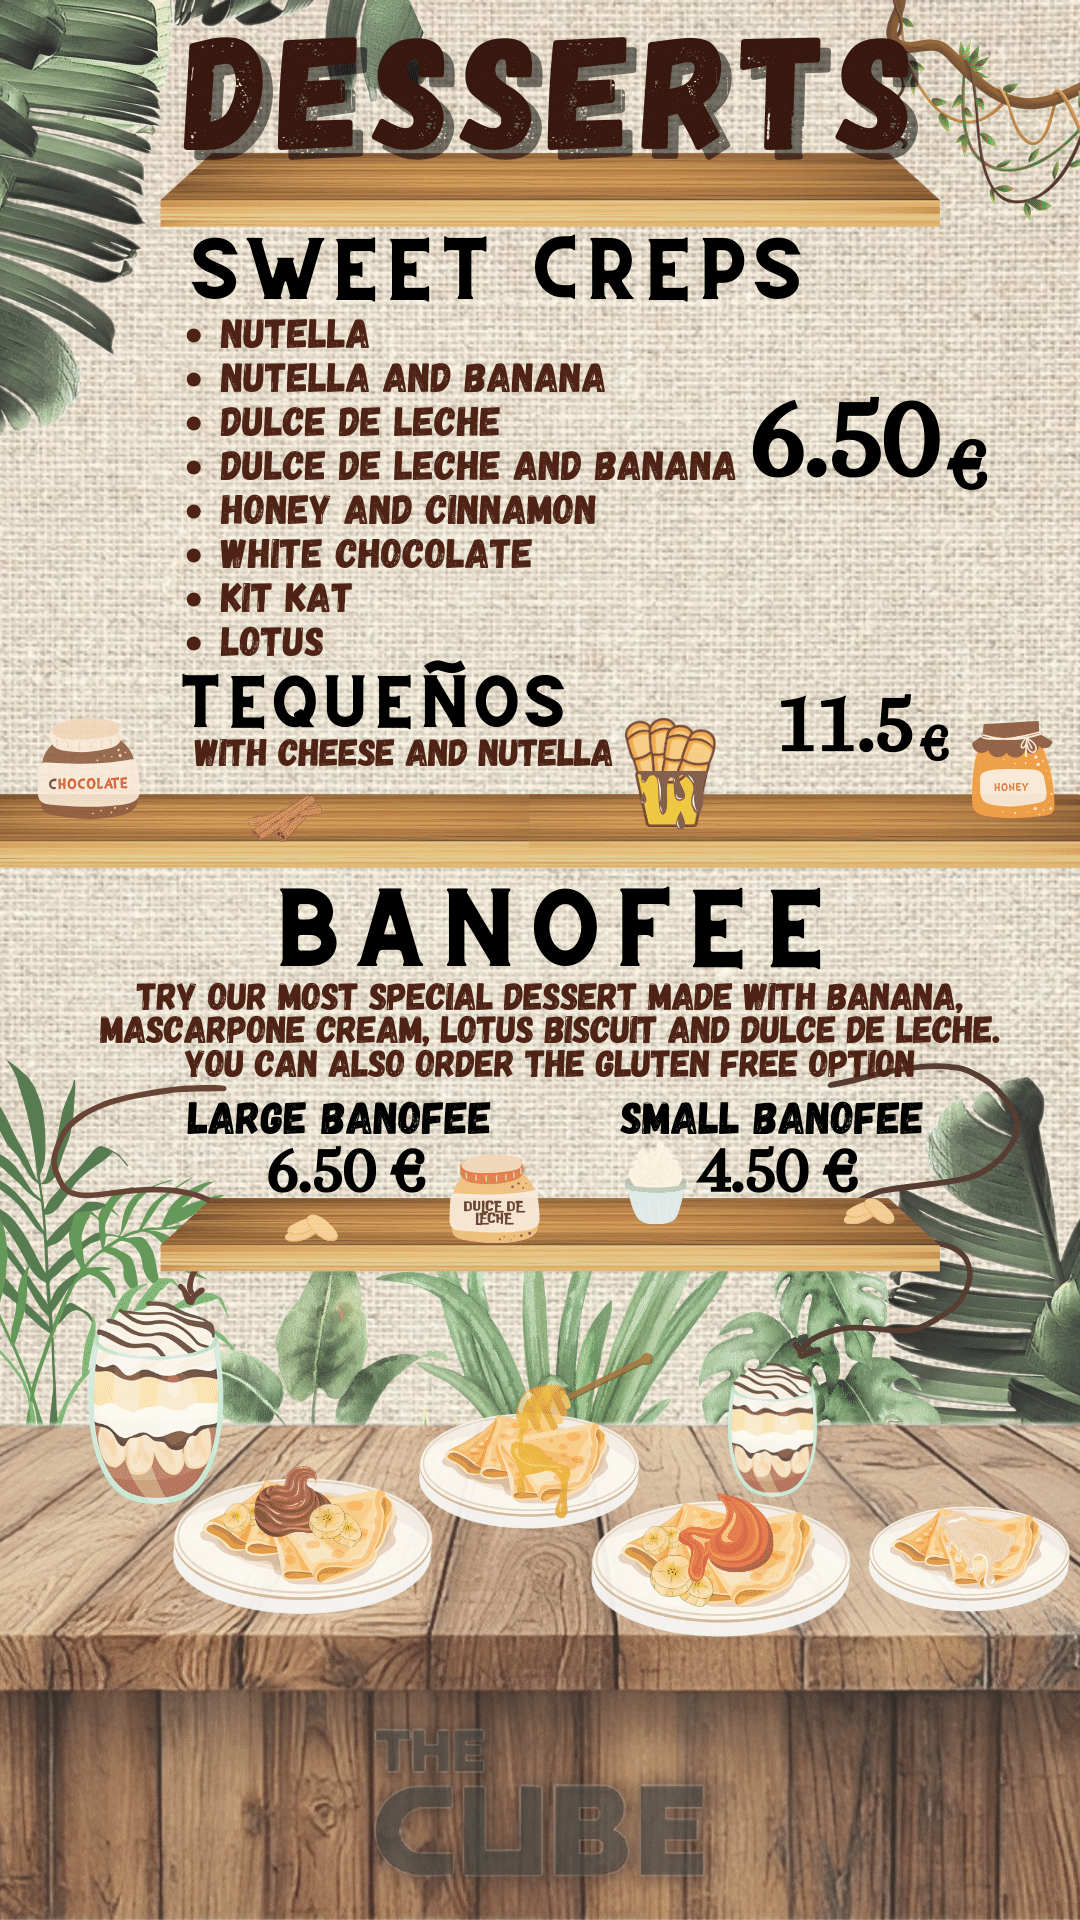 DESSERTS
SWEET CREPS
• NUTELLA
• NUTELLA AND BANANA
• DULCE DE LECHE
• DULCE DE LECHE AND BANANA
6.50€
• HONEY AND CINNAMON
• WHITE CHOCOLATE
• KIT KAT
• LOTUS
TEQUEÑOS
11.5€
WITH CHEESE AND NUTELLA
CHOCOLATE
HONEY
BANOFEE
TRY OUR MOST SPECIAL DESSERT MADE WITH BANANA,
MASCARPONE CREAM, LOTUS BISCUIT AND DULCE DE LECHE.
YOU CAN ALSO ORDER THE GLUTEN FREE OPTION
LARGE BANOFEE
6.50 €
SMALL BANOFEE
4.50 €
DULCE DE
LECHE
THE
CUBE